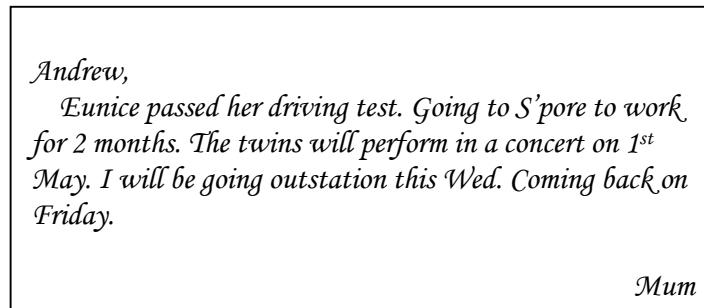 Andrew,
Eunice passed her driving test. Going to S'pore to work
for 2 months. The twins will perform in a concert on 1st
May. I will be going outstation this Wed. Coming back on
Friday.
Mum